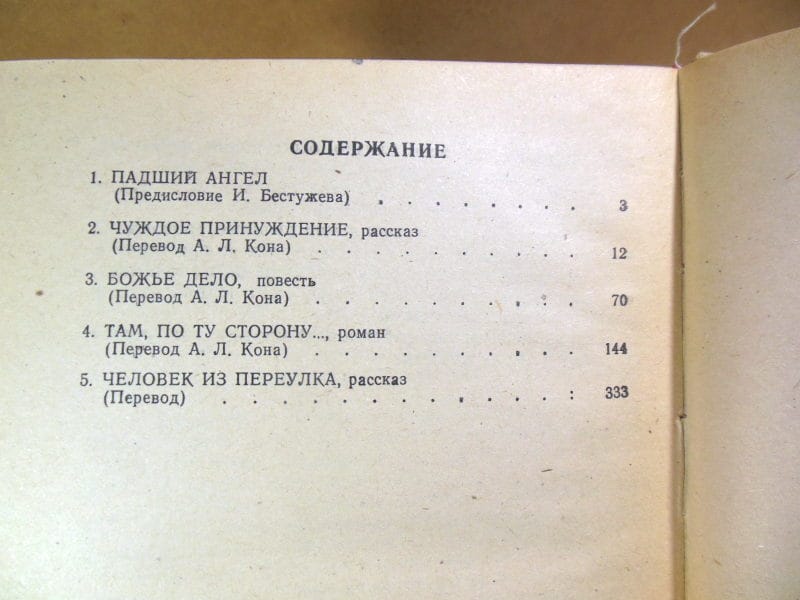 СОДЕРЖАНИЕ
1. ПАДШИЙ АНГЕЛ
(Предисловие И. Бестужева) . . . . . . . . 3
2. ЧУЖДОЕ ПРИНУЖДЕНИЕ, рассказ
(Перевод А. Л. Кона) . . . . . . . . . . 12
3. БОЖЬЕ ДЕЛО, повесть
(Перевод А. Л. Кона) . . . . . . . . : . . 70
4. ТАМ, ПО ТУ СТОРОНУ..., роман
(Перевод А. Л. Кона) . . . . . . . . . . 144
5. ЧЕЛОВЕК ИЗ ПЕРЕУЛКА, рассказ
(Перевод) . . . . . . . . . . . . : 333